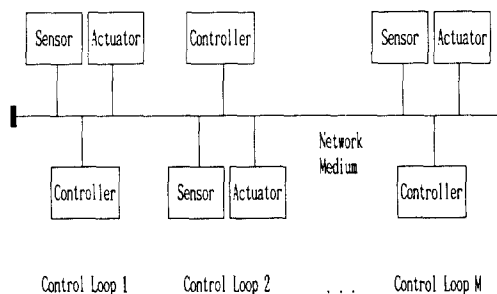 Sensor Actuator Controller Sensor Actuator
Network
Medium
Controller Sensor Actuator Controller
Control Loop 1 Control Loop 2 . . . Control Loop M